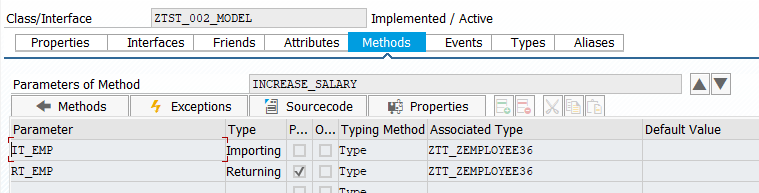 Class/Interface ZTST_002_MODEL Implemented / Active
Properties Interfaces Friends Attributes Methods Events Types Aliases
Parameters of Method INCREASE_SALARY
Methods Exceptions Sourcecode Properties
Parameter Type P... O... Typing Method Associated Type Default Value
IT_EMP Importing Type ZTT_ZEMPLOYEE36
RT_EMP Returning Type ZTT_ZEMPLOYEE36
Type